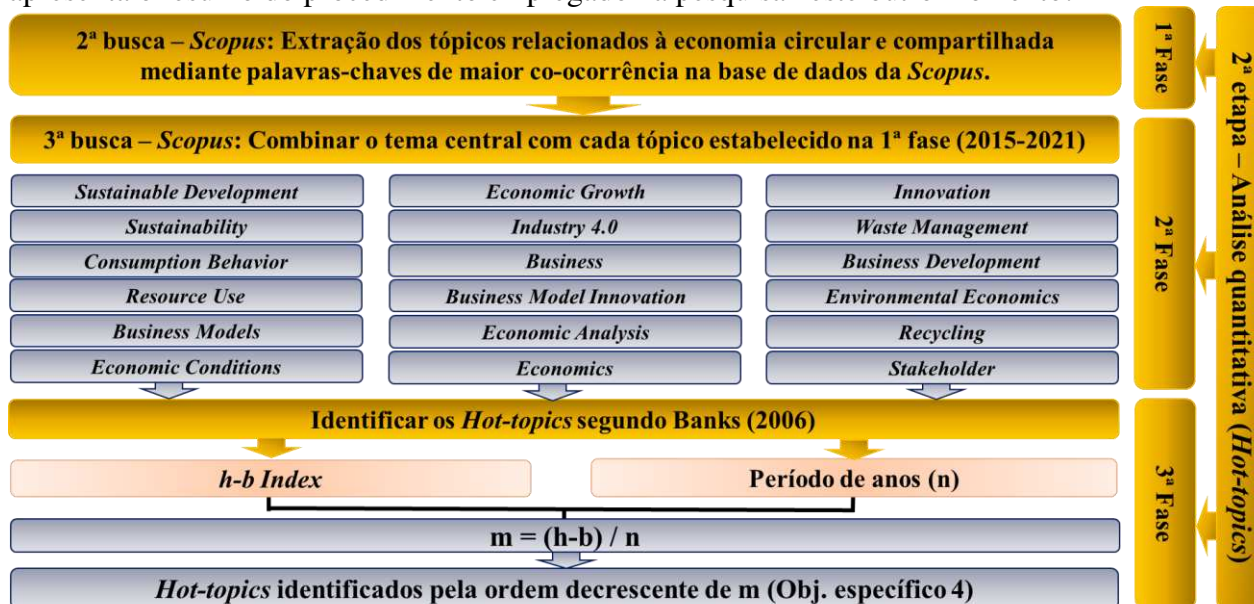 2ª busca – Scopus: Extração dos tópicos relacionados à economia circular e compartilhada
mediante palavras-chaves de maior co-ocorrência na base de dados da Scopus.
1ª Fase
2ª etapa – Análise quantitativa (Hot-topics)
3ª busca – Scopus: Combinar o tema central com cada tópico estabelecido na 1ª fase (2015-2021)
Sustainable Development
Economic Growth
Innovation
Sustainability
Industry 4.0
Waste Management
Consumption Behavior
Business
Business Development
Resource Use
Business Model Innovation
Environmental Economics
Business Models
Economic Analysis
Recycling
Economic Conditions
Economics
Stakeholder
2ª Fase
Identificar os Hot-topics segundo Banks (2006)
h-b Index
Período de anos (n)
m = (h-b) / n
Hot-topics identificados pela ordem decrescente de m (Obj. específico 4)
3ª Fase